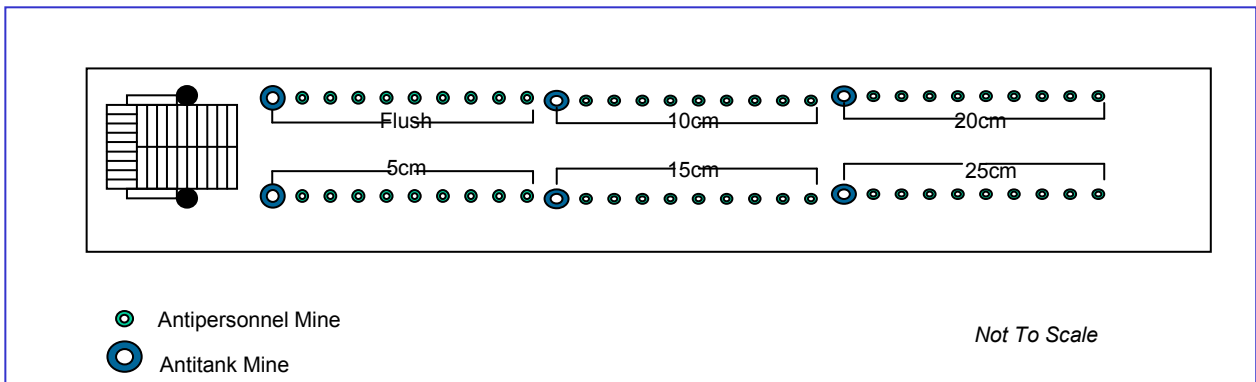 Flush
10cm
20cm
5cm
15cm
25cm
Antipersonnel Mine
Not To Scale
Antitank Mine